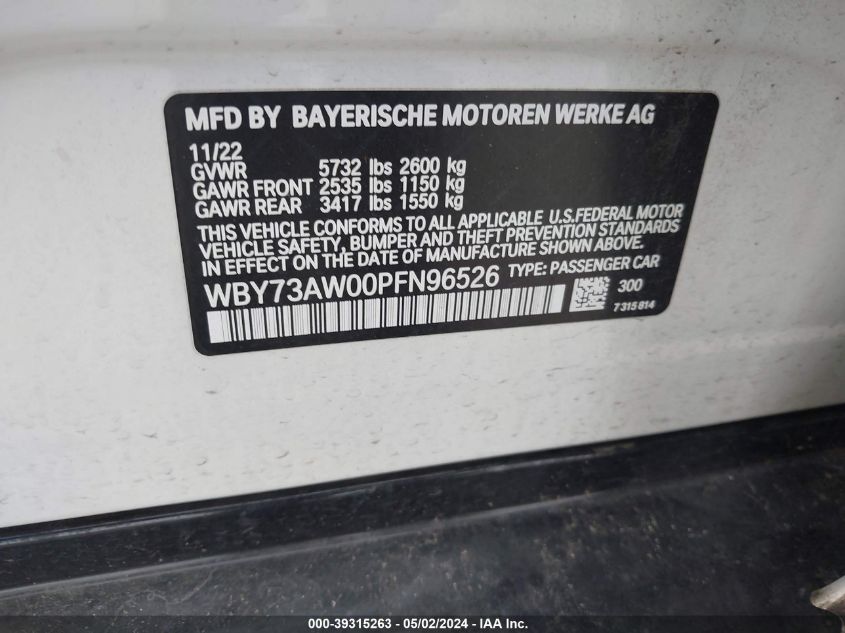 MFD BY BAYERISCHE MOTOREN WERKE AG
11/22
GVWR 5732 lbs 2600 kg
GAWR FRONT 2535 lbs 1150 kg
GAWR REAR 3417 lbs 1550 kg
THIS VEHICLE CONFORMS TO ALL APPLICABLE U.S.FEDERAL MOTOR
VEHICLE SAFETY, BUMPER AND THEFT PREVENTION STANDARDS
IN EFFECT ON THE DATE OF MANUFACTURE SHOWN ABOVE.
WBY73AW00PFN96526 TYPE: PASSENGER CAR
300
7315814
000-39315263 - 05/02/2024 - IAA Inc.